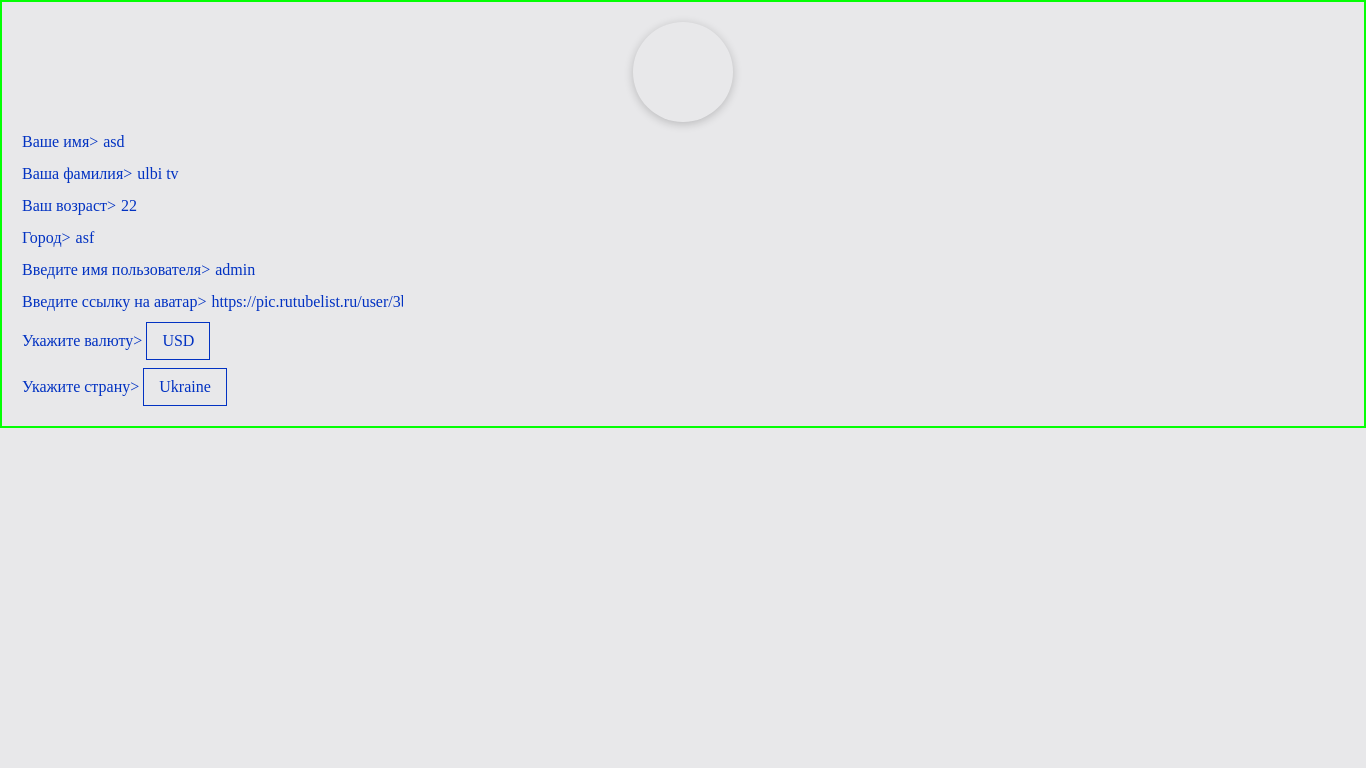 Ваше имя> asd
Ваша фамилия> ulbi tv
Ваш возраст> 22
Город> asf
Введите имя пользователя> admin
Введите ссылку на аватар> https://pic.rutubelist.ru/user/3
Укажите валюту> USD
Укажите страну> Ukraine